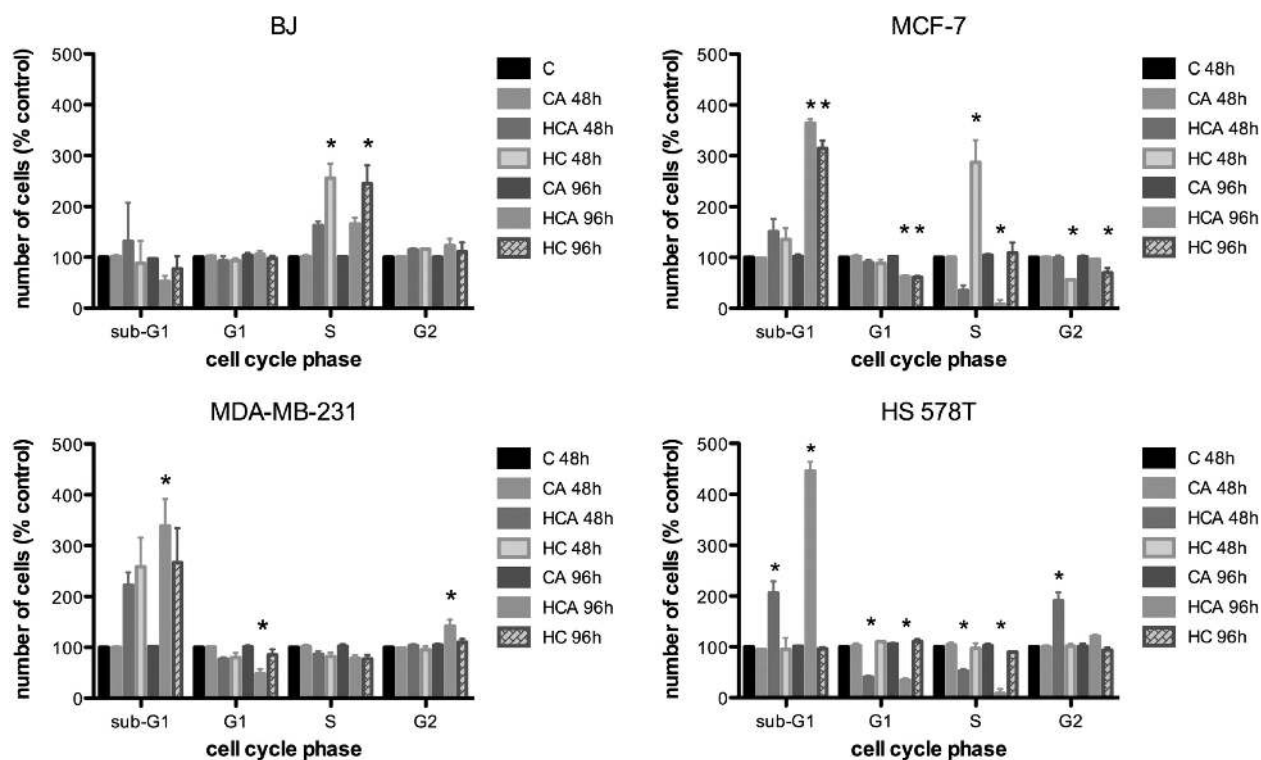 BJ
number of cells (% control)
500
400
300
200
100
0
* *
sub-G1 G1 S G2
cell cycle phase
C
CA 48h
HCA 48h
HC 48h
CA 96h
HCA 96h
HC 96h
MCF-7
number of cells (% control)
500
400
300
200
100
0
* * * * * * * *
sub-G1 G1 S G2
cell cycle phase
C 48h
CA 48h
HCA 48h
HC 48h
CA 96h
HCA 96h
HC 96h
MDA-MB-231
number of cells (% control)
500
400
300
200
100
0
* * *
sub-G1 G1 S G2
cell cycle phase
C 48h
CA 48h
HCA 48h
HC 48h
CA 96h
HCA 96h
HC 96h
HS 578T
number of cells (% control)
500
400
300
200
100
0
* * * * * * *
sub-G1 G1 S G2
cell cycle phase
C 48h
CA 48h
HCA 48h
HC 48h
CA 96h
HCA 96h
HC 96h